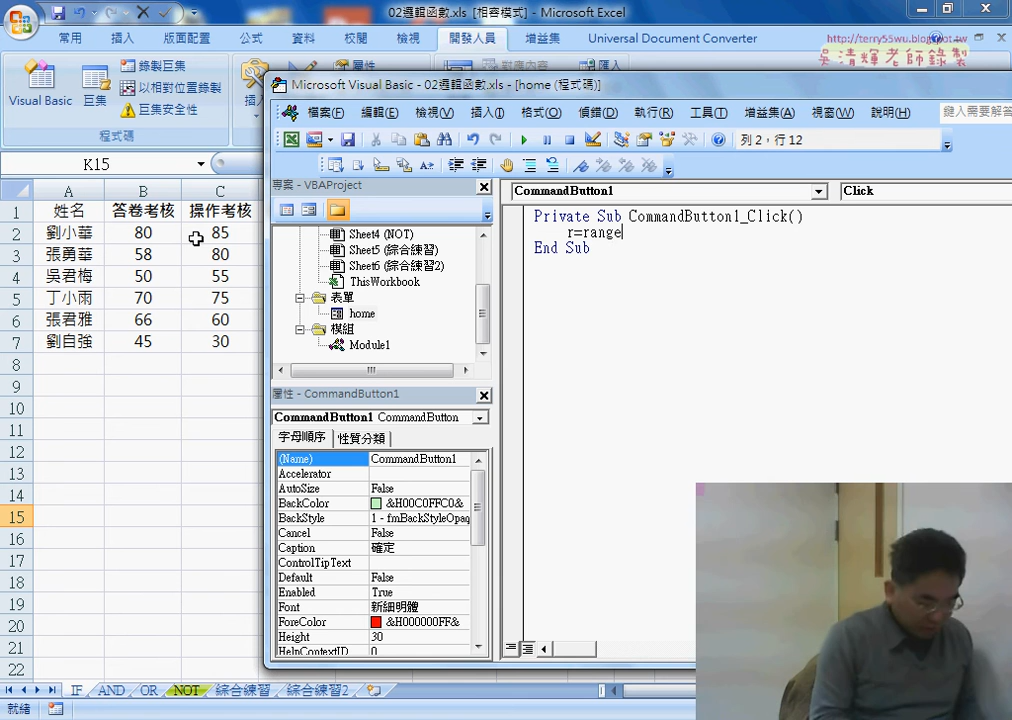 02邏輯函數.xls [相容模式] - Microsoft Excel
常用 插入 版面配置 公式 資料 校閱 檢視 開發人員 增益集 Universal Document Converter
http://terry55wu.blogspot.tw
吳清輝老師錄製
Visual Basic
巨集
錄製巨集
以相對位置錄製
巨集安全性
程式碼
插入
屬性
匯入
K15
Microsoft Visual Basic - 02邏輯函數.xls - [home (程式碼)]
檔案(F) 編輯(E) 檢視(V) 插入(I) 格式(O) 偵錯(D) 執行(R) 工具(T) 增益集(A) 視窗(W) 說明(H)
鍵入需要解答
列 2，行 12
專案 - VBAProject
Sheet4 (NOT)
Sheet5 (綜合練習)
Sheet6 (綜合練習2)
ThisWorkbook
表單
home
模組
Module1
屬性 - CommandButton1
CommandButton1 CommandButton
字母順序 性質分類
(Name) CommandButton1
Accelerator
AutoSize False
BackColor &H00C0FFC0&
BackStyle 1 - fmBackStyleOpaq
Cancel False
Caption 確定
ControlTipText
Default False
Enabled True
Font 新細明體
ForeColor &H000000FF&
Height 30
HelpContextID 0
CommandButton1 Click
Private Sub CommandButton1_Click()
r=range
End Sub
A B C
1 姓名 答卷考核 操作考核
2 劉小華 80 85
3 張勇華 58 80
4 吳君梅 50 55
5 丁小雨 70 75
6 張君雅 66 60
7 劉自強 45 30
8
9
10
11
12
13
14
15
16
17
18
19
20
21
22
IF AND OR NOT 綜合練習 綜合練習2
就緒